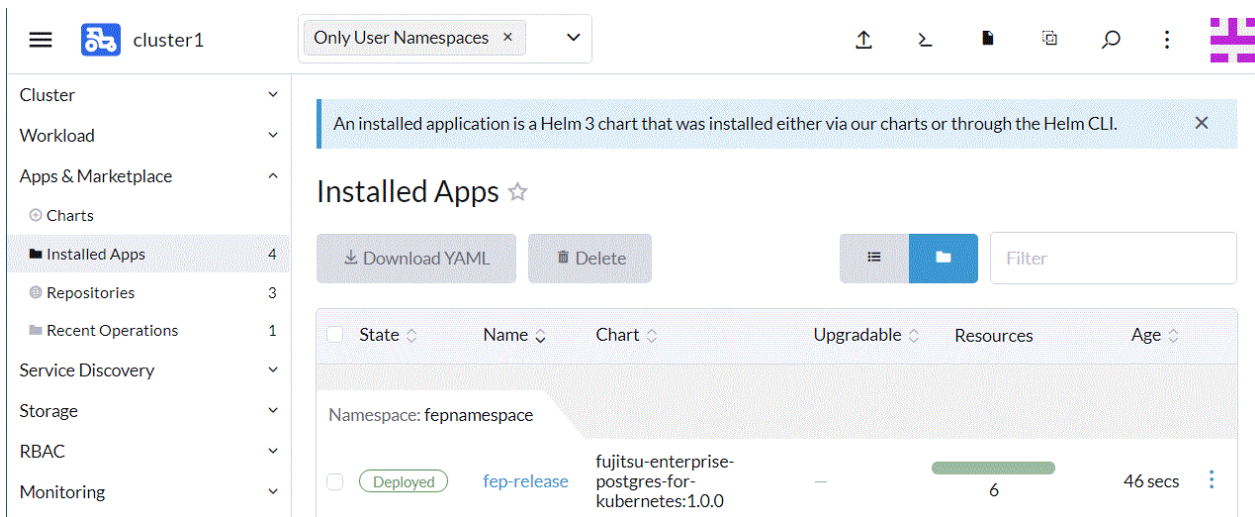 cluster1
Only User Namespaces ×
Cluster
Workload
Apps & Marketplace
Charts
Installed Apps 4
Repositories 3
Recent Operations 1
Service Discovery
Storage
RBAC
Monitoring
An installed application is a Helm 3 chart that was installed either via our charts or through the Helm CLI.
Installed Apps
Download YAML
Delete
Filter
State Name Chart Upgradable Resources Age
Namespace: fepnamespace
Deployed fep-release fujitsu-enterprise-
postgres-for-
kubernetes:1.0.0
— 6 46 secs